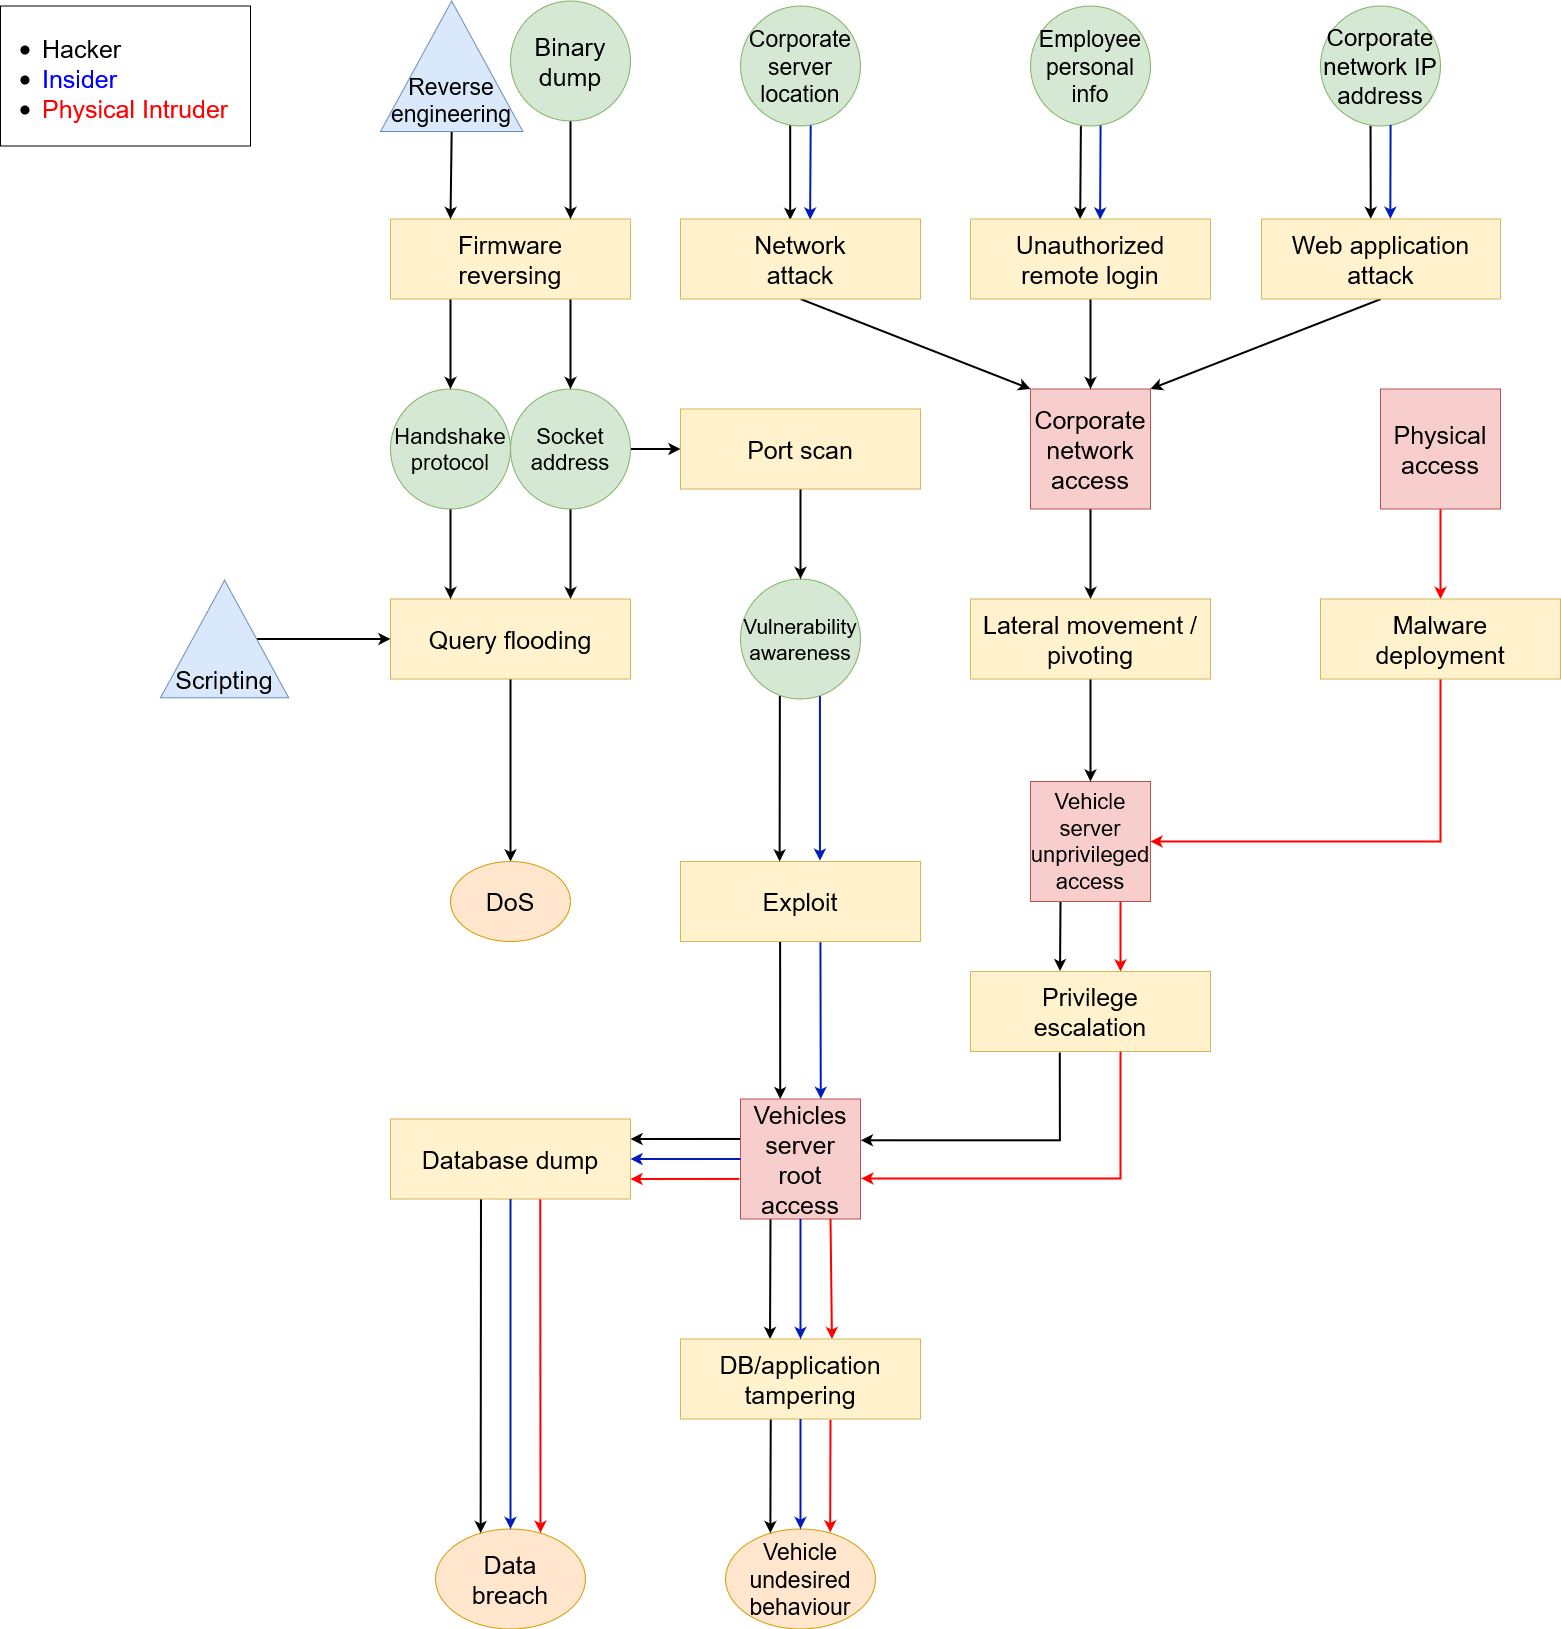 Hacker
Insider
Physical Intruder
Reverse
engineering
Binary
dump
Corporate
server
location
Employee
personal
info
Corporate
network IP
address
Firmware
reversing
Network
attack
Unauthorized
remote login
Web application
attack
Handshake
protocol
Socket
address
Port scan
Corporate
network
access
Physical
access
Scripting
Query flooding
Vulnerability
awareness
Lateral movement /
pivoting
Malware
deployment
DoS
Exploit
Vehicle
server
unprivileged
access
Privilege
escalation
Database dump
Vehicles
server
root
access
DB/application
tampering
Data
breach
Vehicle
undesired
behaviour